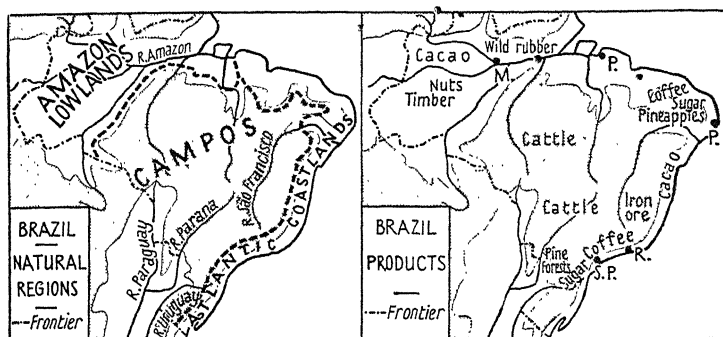 AMAZON
LOWLANDS
R.Amazon
CAMPOS
R.São Francisco
R.Parana
R.Paraguay
R.Uruguay
ATLANTIC COASTLANDS
BRAZIL
NATURAL
REGIONS
Frontier
Cacao
Wild rubber
M.
P.
Nuts
Timber
Coffee
Sugar
Pineapples
P.
Cattle
Cacao
Cattle
Iron
ore
Pine
forests
Sugar Coffee
R.
S.P.
BRAZIL
PRODUCTS
Frontier